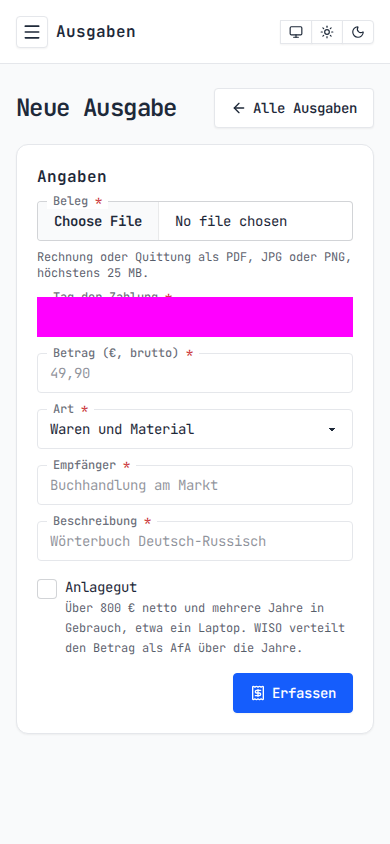 Ausgaben
Neue Ausgabe
Alle Ausgaben
Angaben
Beleg *
Choose File No file chosen
Rechnung oder Quittung als PDF, JPG oder PNG,
höchstens 25 MB.
Tag der Zahlung *
Betrag (€, brutto) *
49,90
Art *
Waren und Material
Empfänger *
Buchhandlung am Markt
Beschreibung *
Wörterbuch Deutsch-Russisch
Anlagegut
Über 800 € netto und mehrere Jahre in
Gebrauch, etwa ein Laptop. WISO verteilt
den Betrag als AfA über die Jahre.
Erfassen